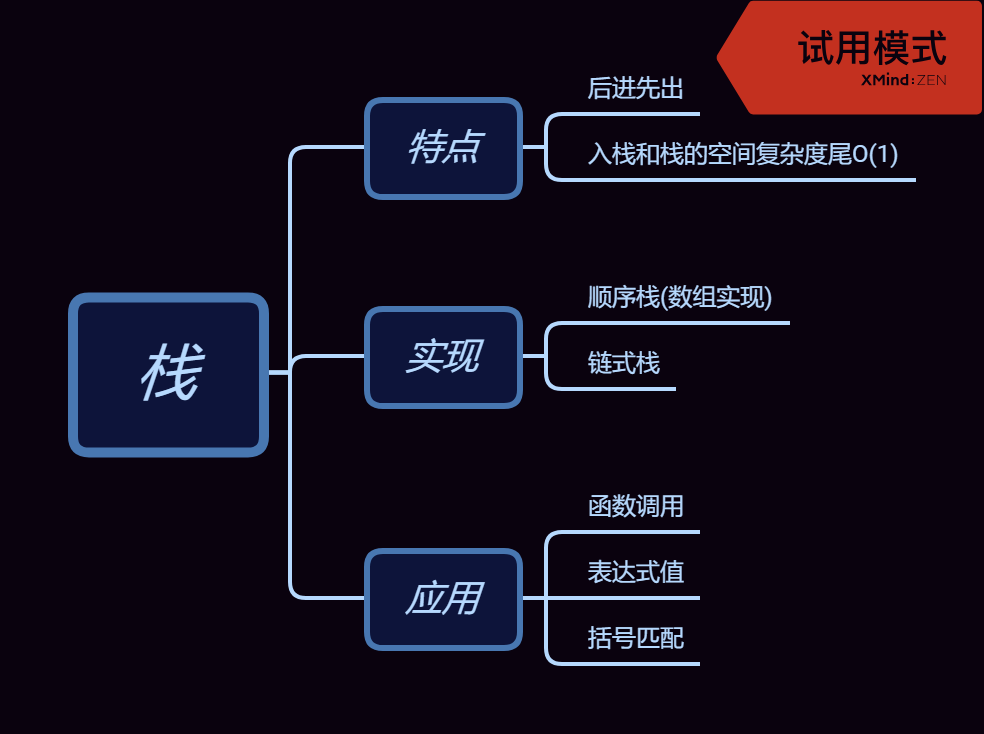 试用模式
XMind:ZEN
后进先出
特点
入栈和栈的空间复杂度尾O(1)
顺序栈(数组实现)
实现
链式栈
栈
函数调用
表达式值
应用
括号匹配